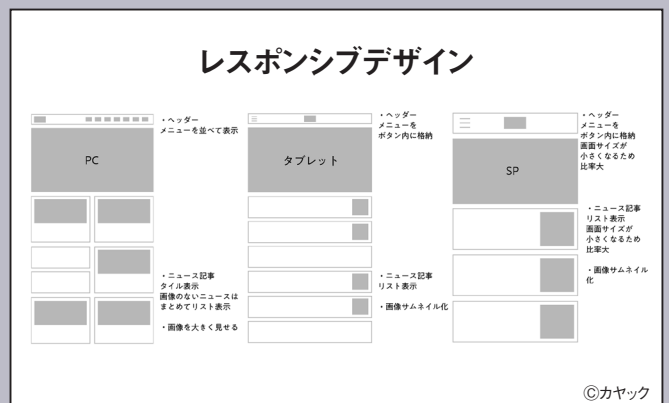 レスポンシブデザイン
PC
・ヘッダー
メニューを並べて表示
・ニュース記事
タイル表示
画像のないニュースは
まとめてリスト表示
・画像を大きく見せる
タブレット
・ヘッダー
メニューを
ボタン内に格納
・ニュース記事
リスト表示
・画像サムネイル化
SP
・ヘッダー
メニューを
ボタン内に格納
画面サイズが
小さくなるため
比率大
・ニュース記事
リスト表示
画面サイズが
小さくなるため
比率大
・画像サムネイル
化
Ⓒカヤック